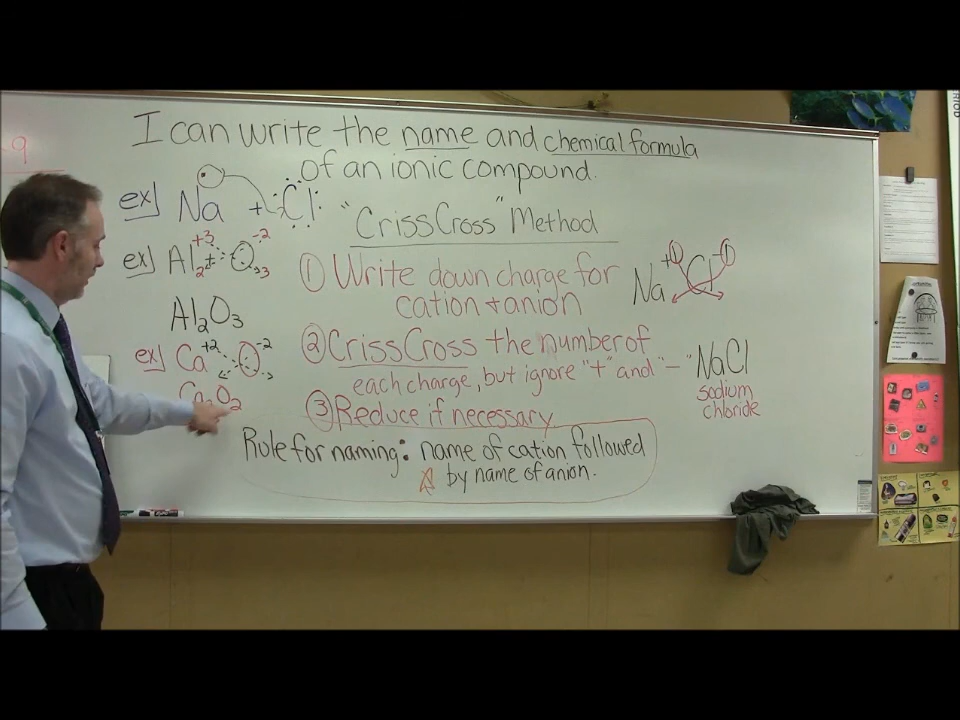 I can write the name and chemical formula
of an ionic compound.
-9
ex] Na + Cl
"CrissCross" Method
ex] Al +3 2 + O -2 3
① Write down charge for
cation + anion
Na +1 Cl -1
Al₂O₃
② CrissCross the number of
each charge, but ignore "+" and "-"
NaCl
sodium
chloride
ex] Ca +2 O -2
Ca₂O₂
③ Reduce if necessary
Rule for naming: name of cation followed
by name of anion.